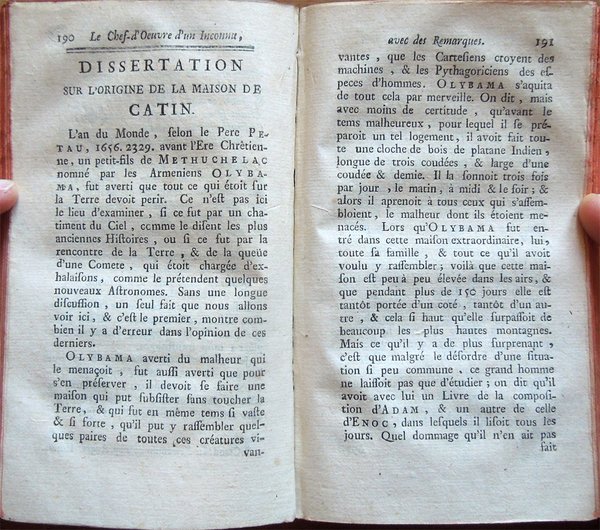 190 Le Chef-d'Oeuvre d'un Inconnu,
DISSERTATION
SUR L'ORIGINE DE LA MAISON DE
CATIN.
L'an du Monde, selon le Pere PE-
TAU, 1656. 2329. avant l'Ere Chrêtien-
ne, un petit-fils de METHUCHELAC
nommé par les Armeniens OLYBA-
MA, fut averti que tout ce qui étoit sur
la Terre devoit perir. Ce n'est pas ici
le lieu d'examiner, si ce fut par un cha-
timent du Ciel, comme le disent les plus
anciennes Histoires, ou si ce fut par la
rencontre de la Terre, & de la queüe
d'une Comete, qui étoit chargée d'ex-
halaisons, comme le prétendent quelques
nouveaux Astronomes. Sans une longue
discussion, un seul fait que nous allons
voir ici, & c'est le premier, montre com-
bien il y a d'erreur dans l'opinion de ces
derniers.
OLYBAMA averti du malheur qui
le menaçoit, fut aussi averti que pour
s'en préserver, il devoit se faire une
maison qui put subsister sans toucher la
Terre, & qui fut en même tems si vaste
& si forte, qu'il put y rassembler quel-
ques paires de toutes ces créatures vi-
van-
avec des Remarques. 191
vantes, que les Cartesiens croyent des
machines, & les Pythagoriciens des es-
peces d'hommes. OLYBAMA s'aquita
de tout cela par merveille. On dit, mais
avec moins de certitude, qu'avant le
tems malheureux, pour lequel il se pré-
paroit un tel logement, il avoit fait tou-
te une cloche de bois de platane Indien,
longue de trois coudées, & large d'une
coudée & demie. Il la sonnoit trois fois
par jour, le matin, à midi & le soir; &
alors il aprenoit à tous ceux qui s'assem-
bloient, le malheur dont ils étoient me-
nacés. Lors qu'OLYBAMA fut en-
tré dans cette maison extraordinaire, lui,
toute sa famille, & tout ce qu'il avoit
voulu y rassembler; voilà que cette mai-
son est peu à peu élevée dans les airs, &
que pendant plus de 150 jours elle est
tantôt portée d'un coté, tantôt d'un au-
tre, & cela si haut qu'elle surpassoit de
beaucoup les plus hautes montagnes.
Mais ce qu'il y a de plus surprenant,
c'est que malgré le désordre d'une situa-
tion si peu commune, ce grand homme
ne laissoit pas que d'étudier; on dit qu'il
avoit avec lui un Livre de la composi-
tion d'ADAM, & un autre de celle
d'ENOC, dans lesquels il lisoit tous les
jours. Quel dommage qu'il n'en ait pas
fait